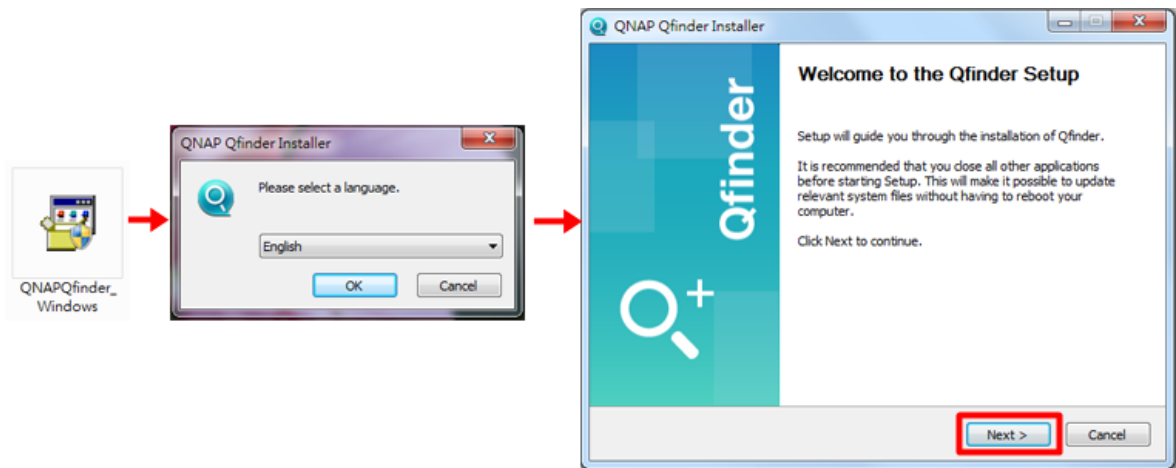 QNAPQfinder_
Windows
QNAP Qfinder Installer
Please select a language.
English
OK
Cancel
QNAP Qfinder Installer
Qfinder
Welcome to the Qfinder Setup
Setup will guide you through the installation of Qfinder.
It is recommended that you close all other applications
before starting Setup. This will make it possible to update
relevant system files without having to reboot your
computer.
Click Next to continue.
Next >
Cancel